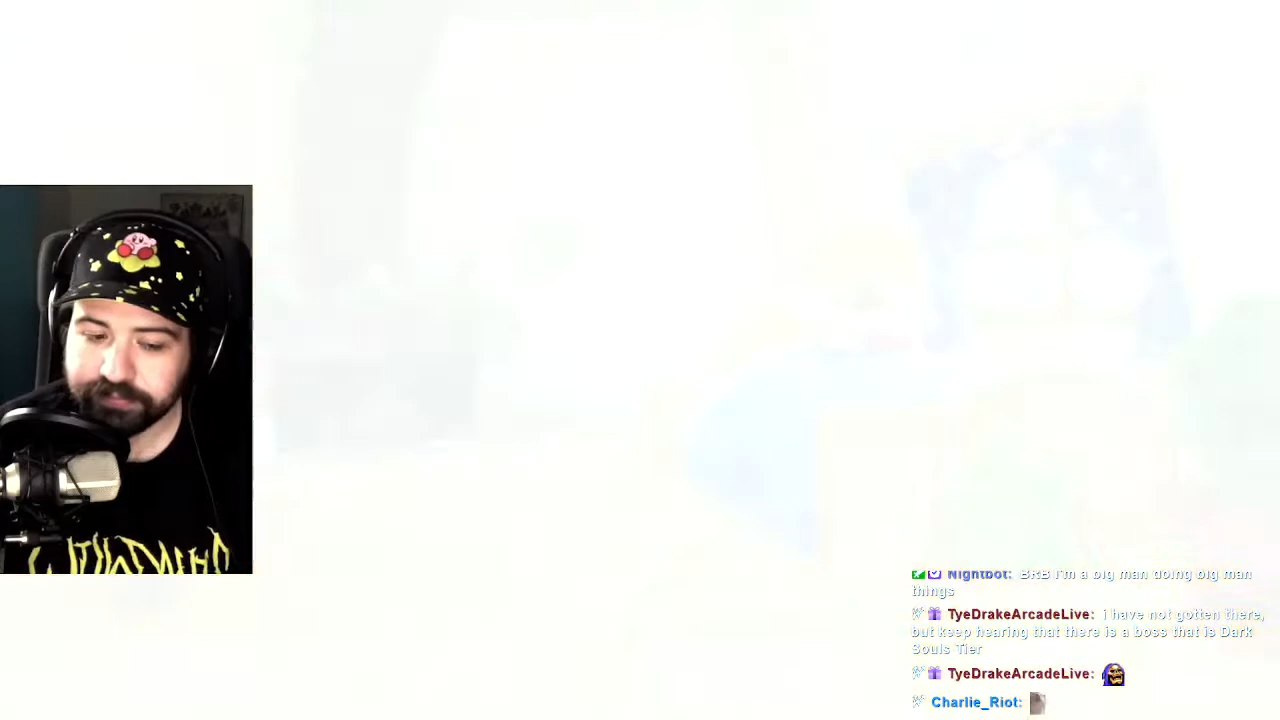 Nightbot: BRB I'm a big man doing big man
things
TyeDrakeArcadeLive: i have not gotten there,
but keep hearing that there is a boss that is Dark
Souls Tier
TyeDrakeArcadeLive:
Charlie_Riot: